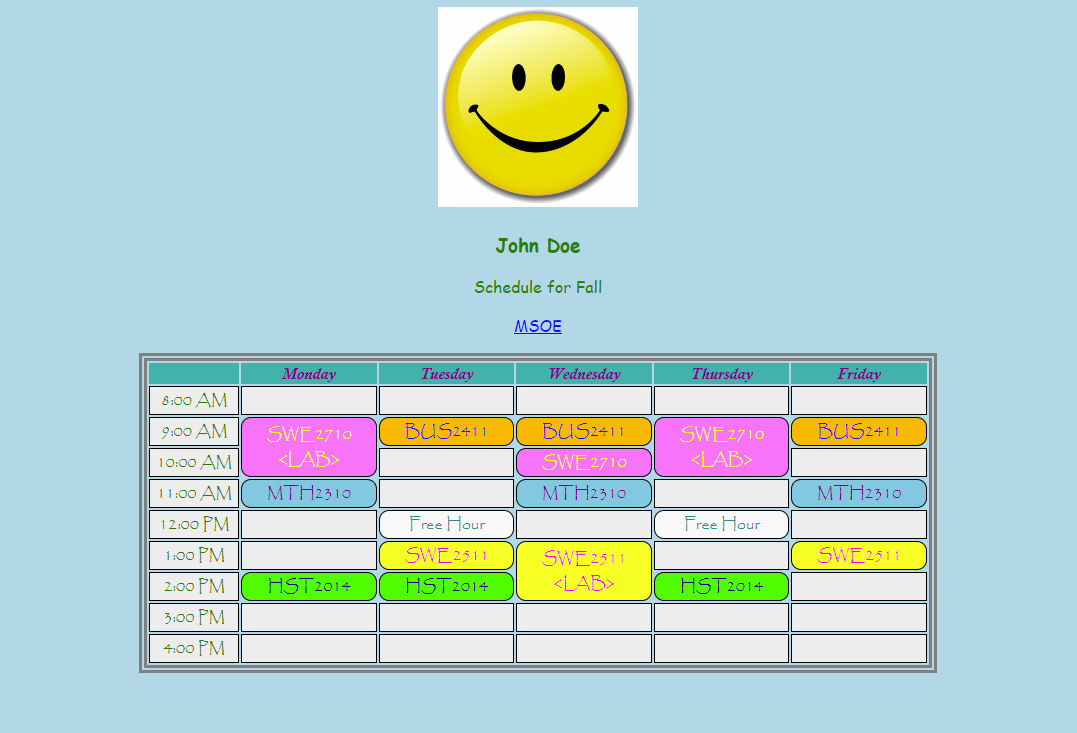 John Doe
Schedule for Fall
MSOE
Monday Tuesday Wednesday Thursday Friday
8:00 AM
9:00 AM SWE2710 <LAB> BUS2411 BUS2411 SWE2710 <LAB> BUS2411
10:00 AM SWE2710
11:00 AM MTH2310 MTH2310 MTH2310
12:00 PM Free Hour Free Hour
1:00 PM SWE2511 SWE2511 <LAB> SWE2511
2:00 PM HST2014 HST2014 HST2014
3:00 PM
4:00 PM